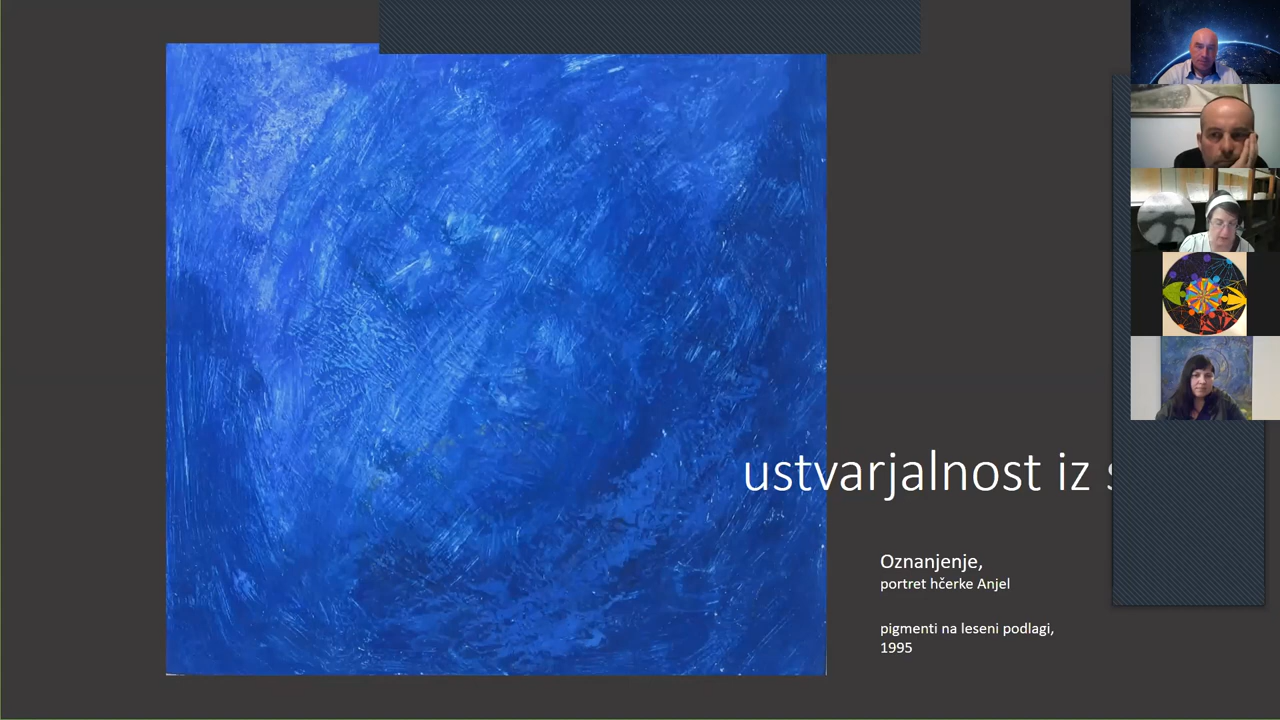 ustvarjalnost iz
Oznanjenje,
portret hčerke Anjel
pigmenti na leseni podlagi,
1995